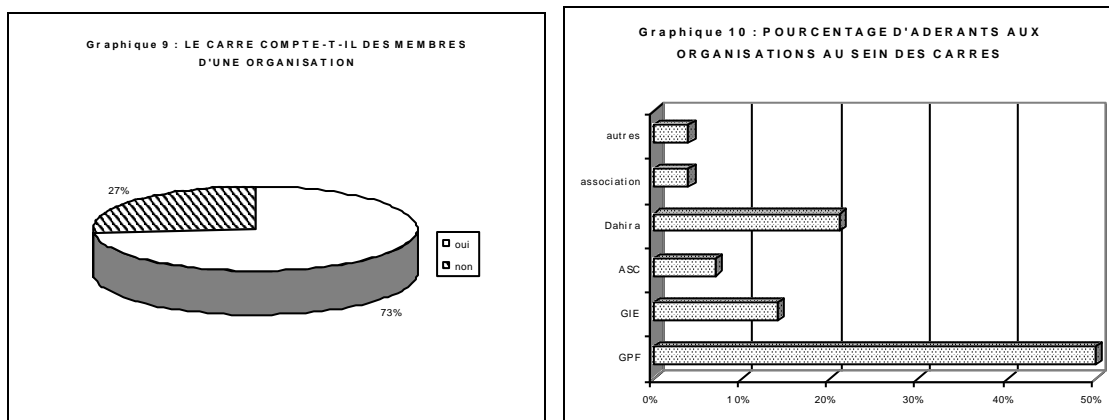 Graphique 9 : LE CARRE COMPTE-T-IL DES MEMBRES
D'UNE ORGANISATION
27%
73%
oui
non
Graphique 10 : POURCENTAGE D'ADERANTS AUX
ORGANISATIONS AU SEIN DES CARRES
autres
association
Dahira
ASC
GIE
GPF
0% 10% 20% 30% 40% 50%